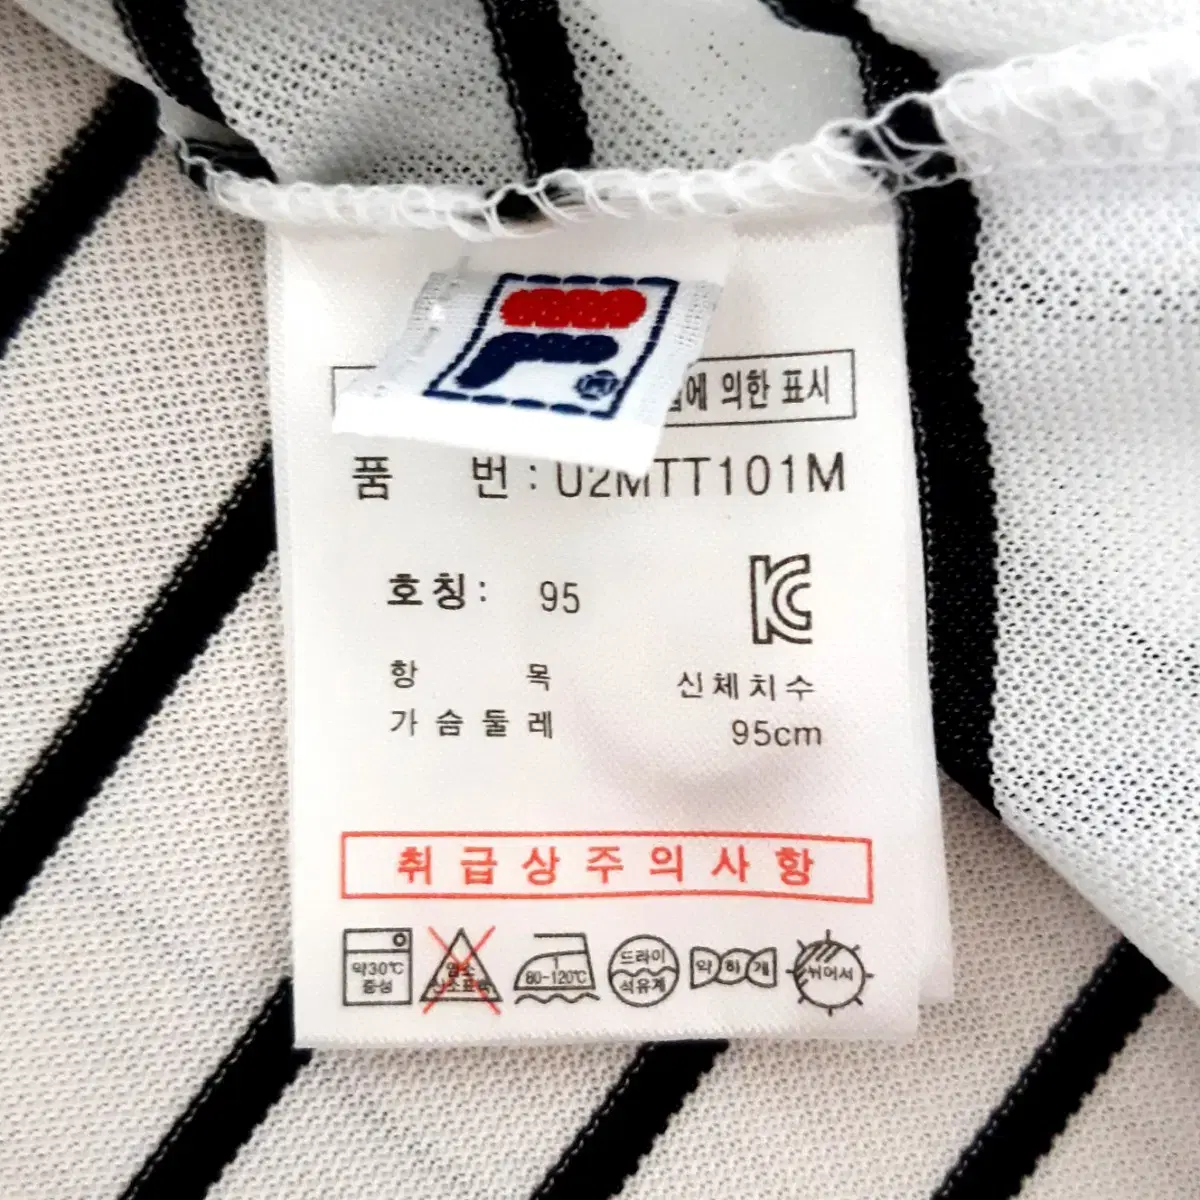 에 의한 표시
품 번 : U2MTT101M
호칭: 95
항 목 신체치수
가슴둘레 95cm
취급상주의사항
약30℃
중성
염소
산소표백
80-120℃
드라이
석유계
약하게
뉘어서